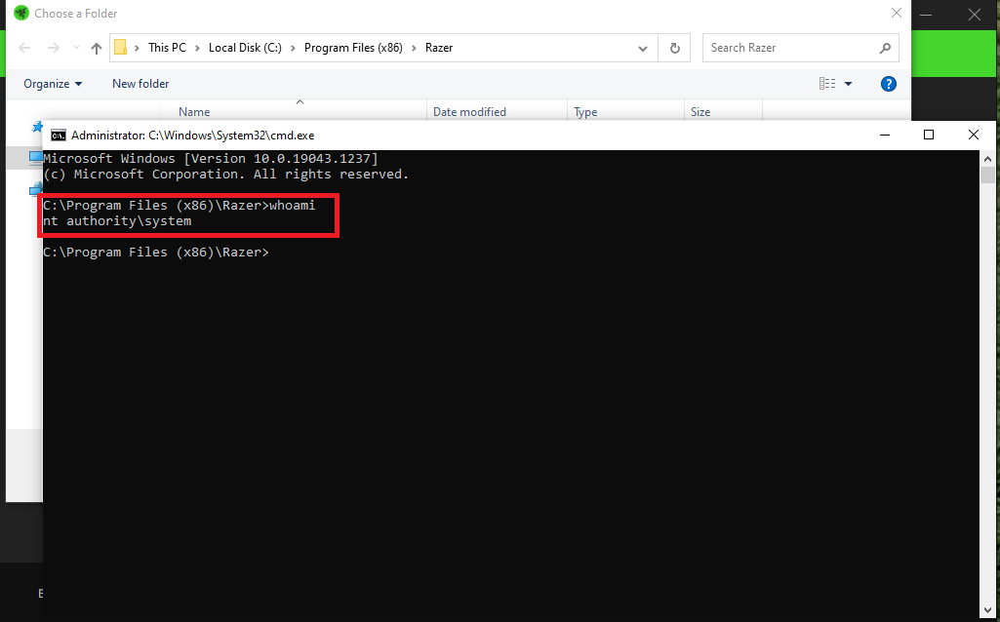 Choose a Folder
This PC > Local Disk (C:) > Program Files (x86) > Razer
Search Razer
Organize
New folder
?
Name
Date modified
Type
Size
Administrator: C:\Windows\System32\cmd.exe
Microsoft Windows [Version 10.0.19043.1237]
(c) Microsoft Corporation. All rights reserved.
C:\Program Files (x86)\Razer>whoami
nt authority\system
C:\Program Files (x86)\Razer>